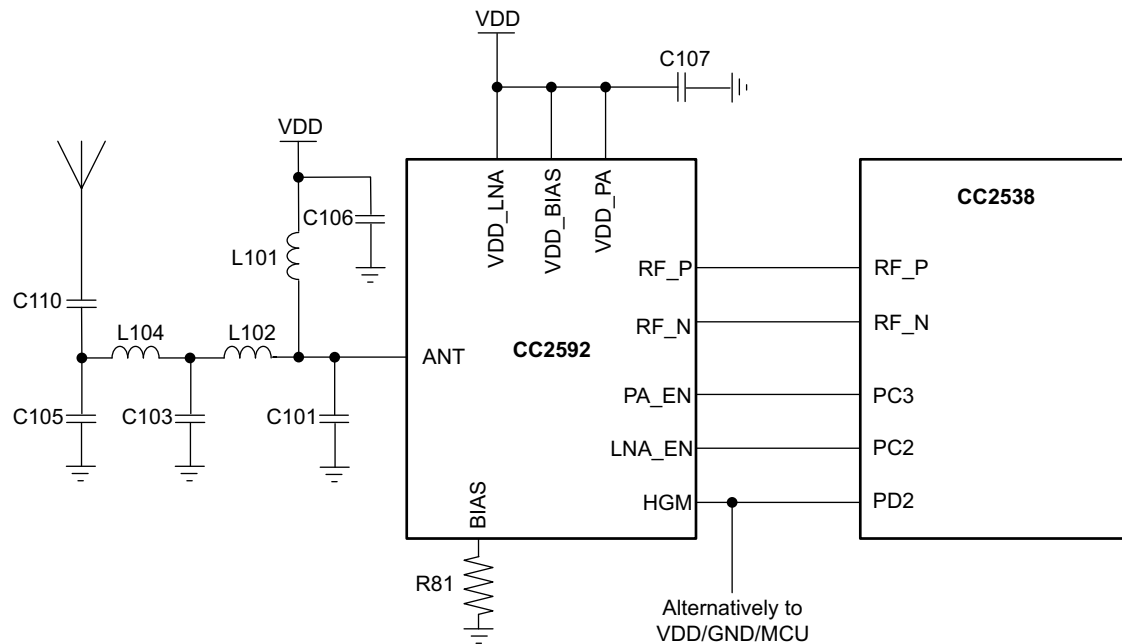 VDD
C107
VDD
VDD_LNA
VDD_BIAS
VDD_PA
CC2538
C106
L101
RF_P
RF_P
C110
L104
L102
RF_N
RF_N
ANT
CC2592
C105
C103
C101
PA_EN
PC3
LNA_EN
PC2
BIAS
HGM
PD2
R81
Alternatively to
VDD/GND/MCU